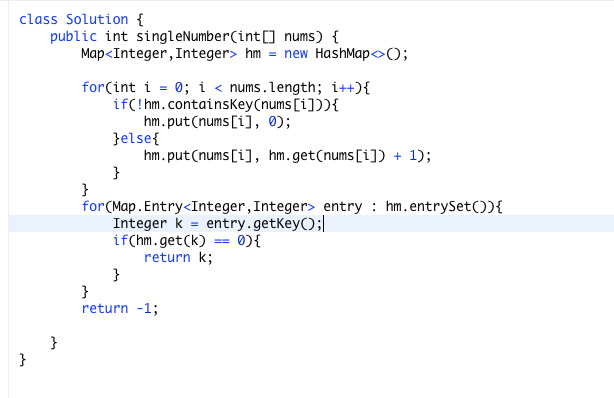 class Solution {
    public int singleNumber(int[] nums) {
        Map<Integer,Integer> hm = new HashMap<>();

        for(int i = 0; i < nums.length; i++){
            if(!hm.containsKey(nums[i])){
                hm.put(nums[i], 0);
            }else{
                hm.put(nums[i], hm.get(nums[i]) + 1);
            }
        }
        for(Map.Entry<Integer,Integer> entry : hm.entrySet()){
            Integer k = entry.getKey();
            if(hm.get(k) == 0){
                return k;
            }
        }
        return -1;

    }
}